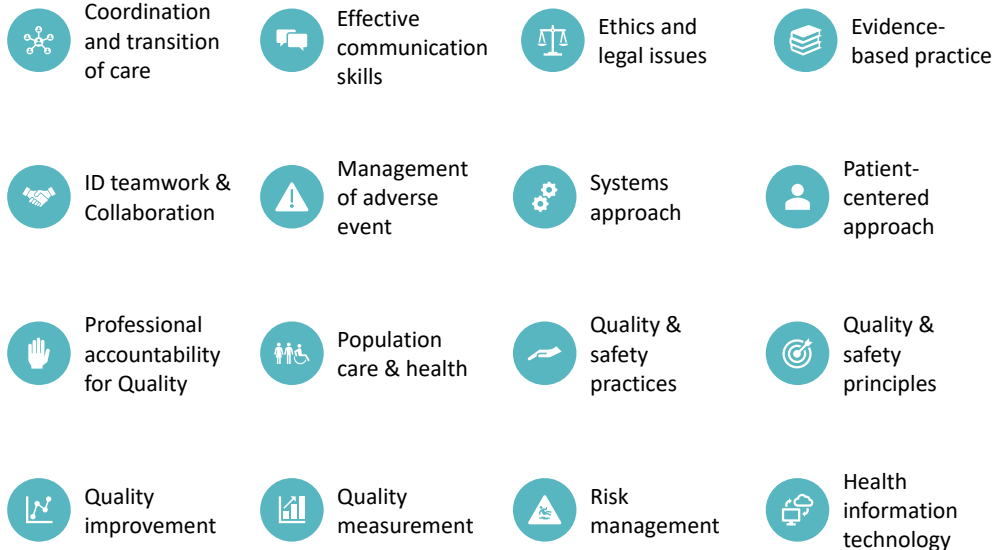 Coordination
and transition
of care
Effective
communication
skills
Ethics and
legal issues
Evidence-
based practice
ID teamwork &
Collaboration
Management
of adverse
event
Systems
approach
Patient-
centered
approach
Professional
accountability
for Quality
Population
care & health
Quality &
safety
practices
Quality &
safety
principles
Quality
improvement
Quality
measurement
Risk
management
Health
information
technology